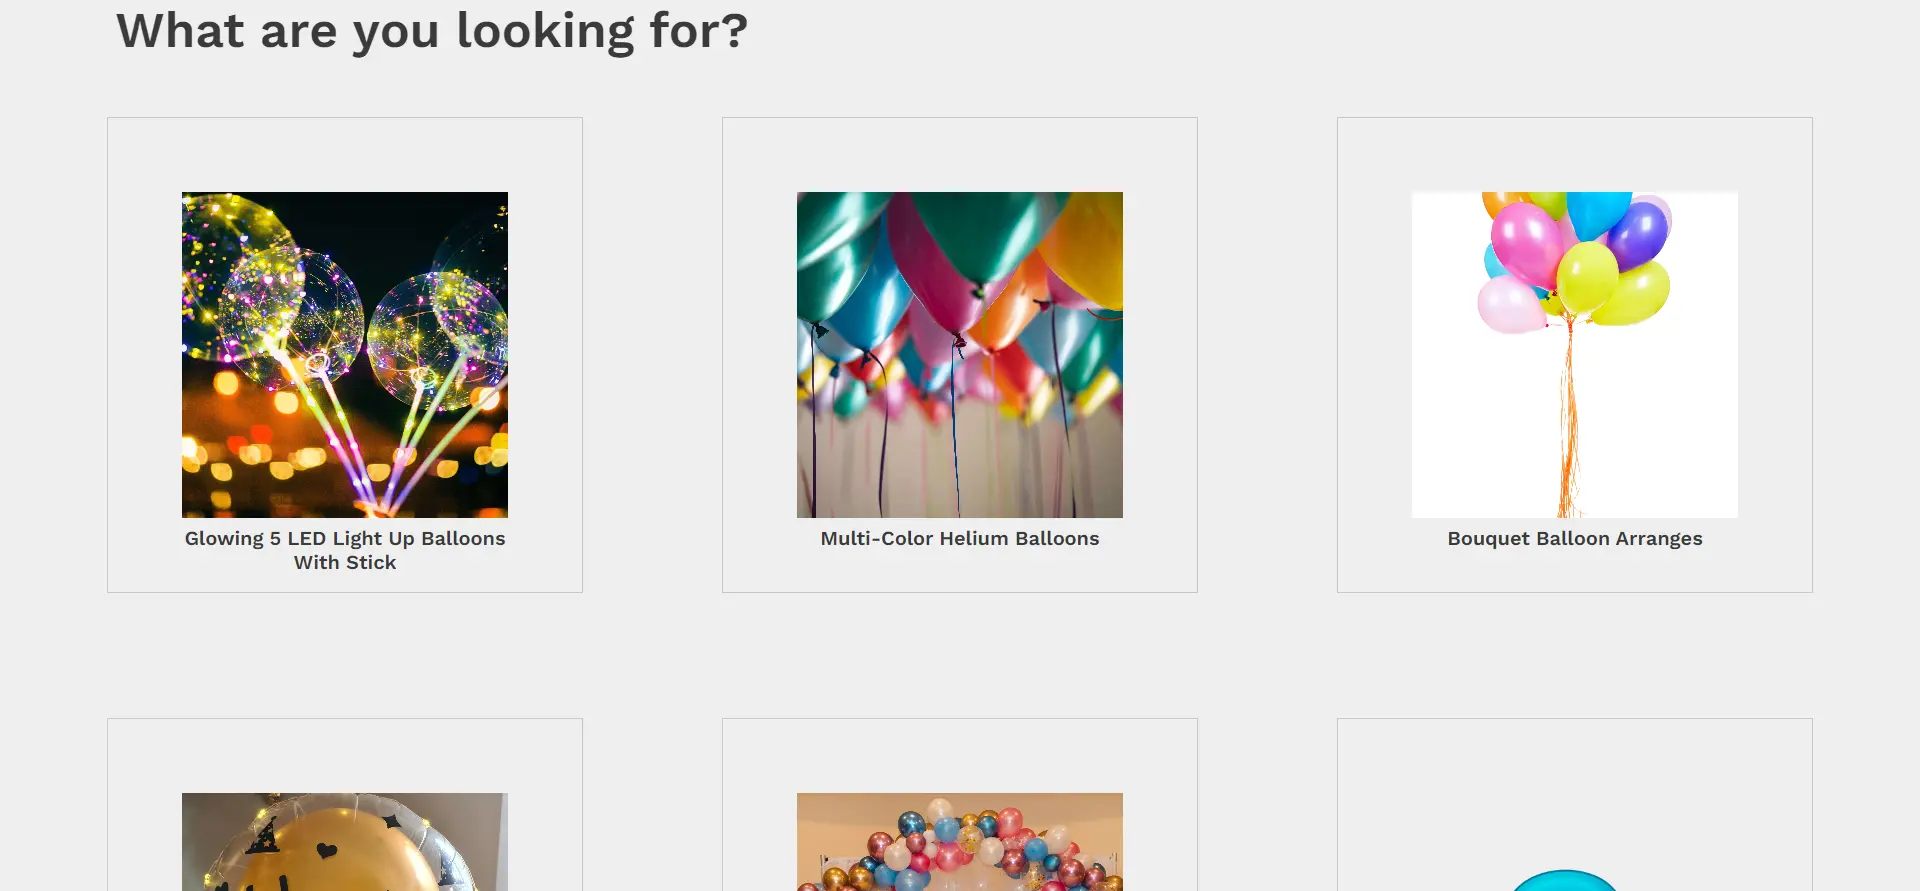 What are you looking for?
Glowing 5 LED Light Up Balloons
With Stick
Multi-Color Helium Balloons
Bouquet Balloon Arranges